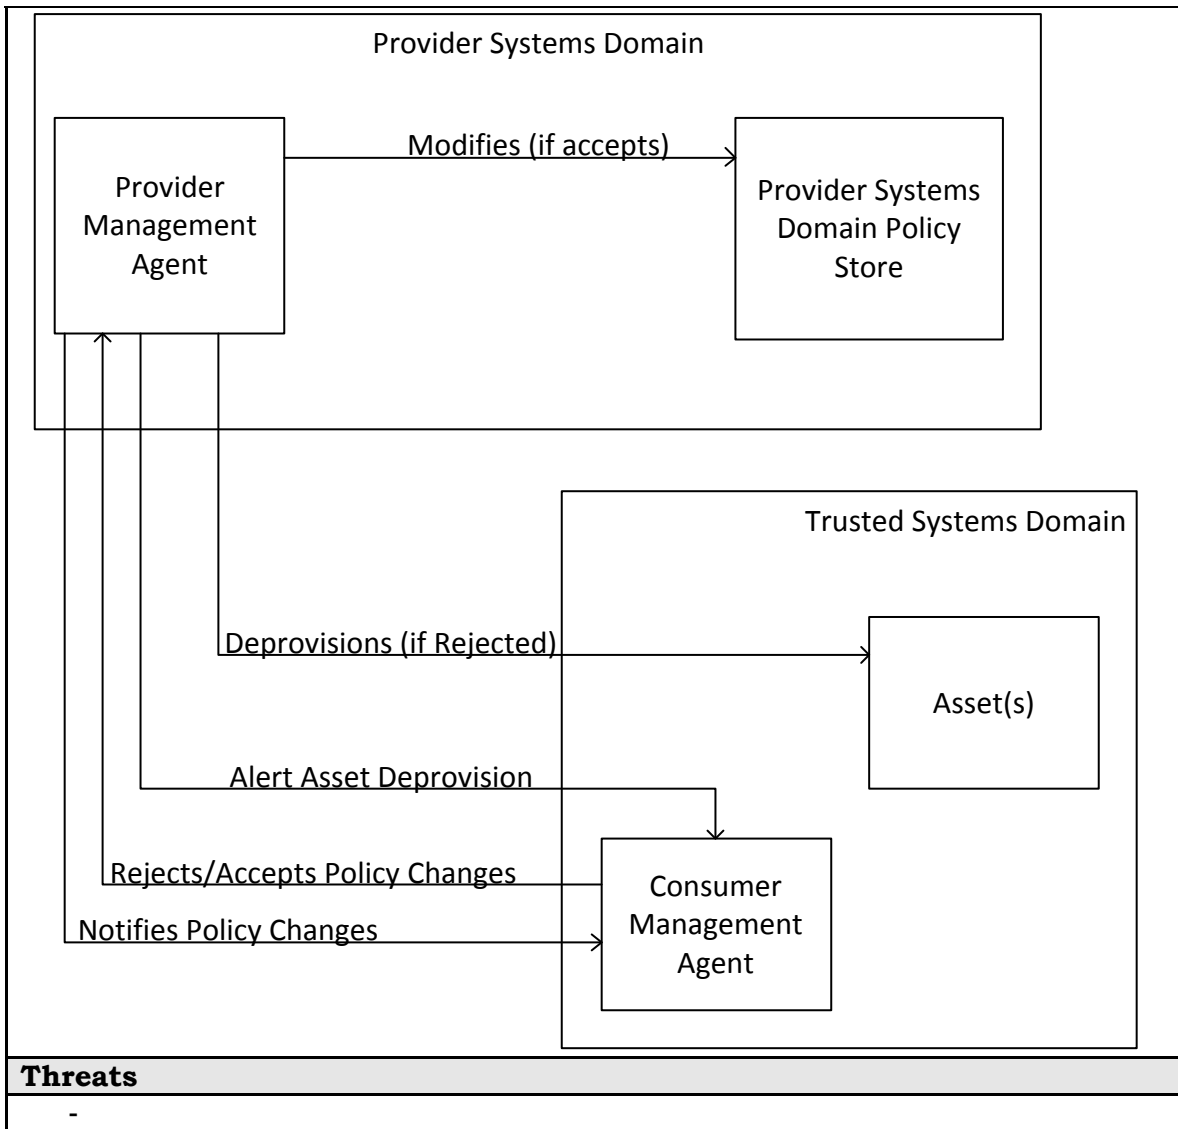 Provider Systems Domain
Modifies (if accepts)
Provider
Management
Agent
Provider Systems
Domain Policy
Store
Trusted Systems Domain
Deprovisions (if Rejected)
Asset(s)
Alert Asset Deprovision
Rejects/Accepts Policy Changes
Notifies Policy Changes
Consumer
Management
Agent
Threats
-